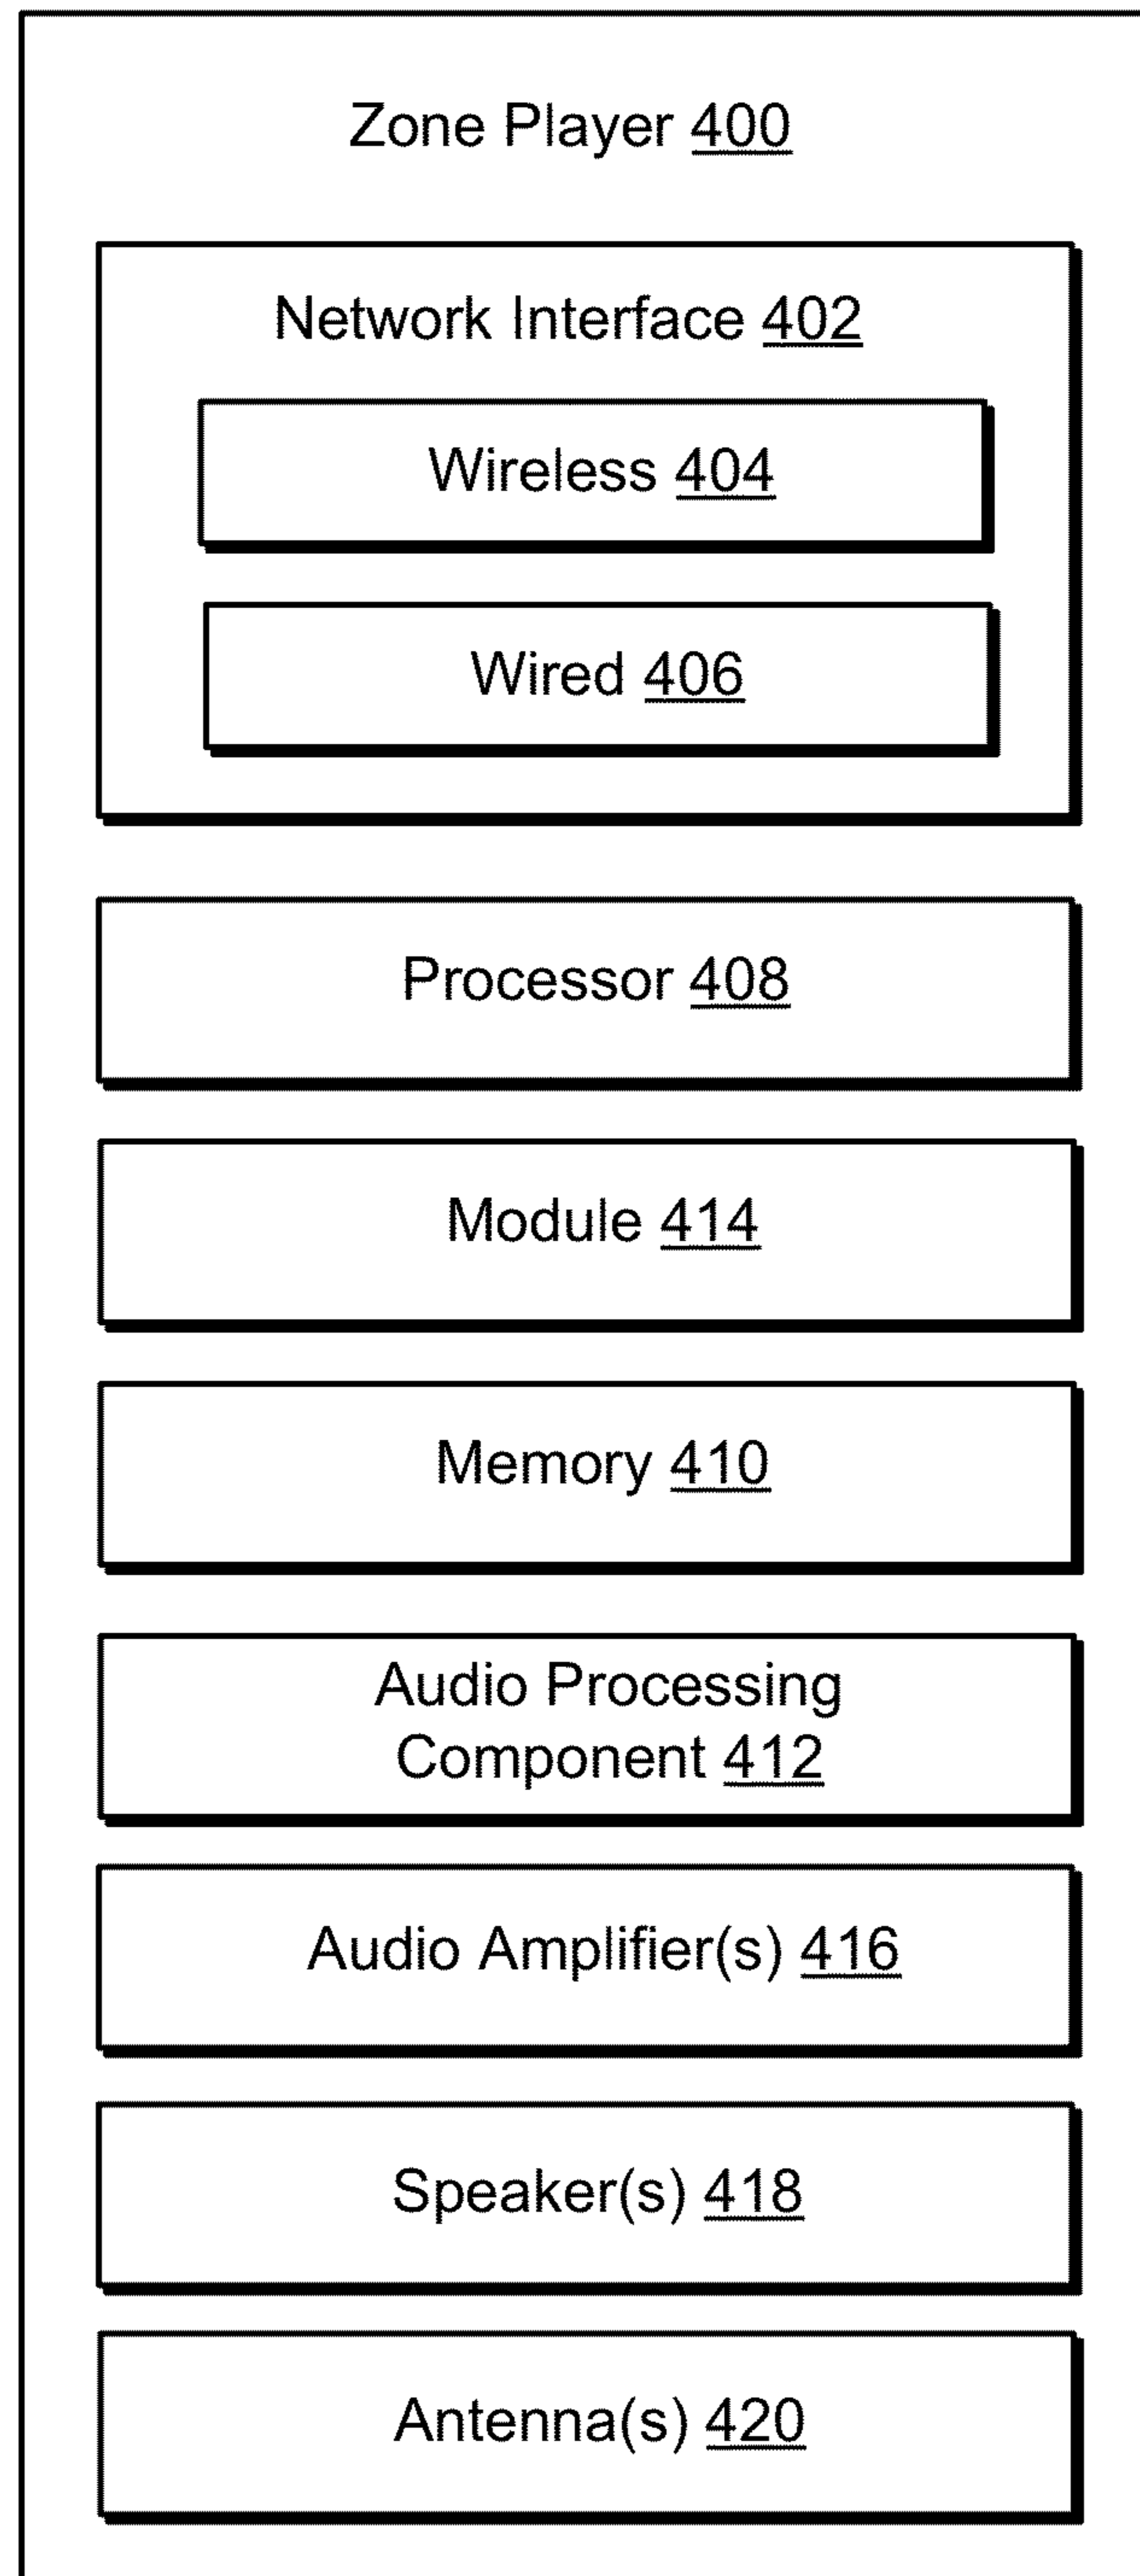 Zone Player 400
Network Interface 402
Wireless 404
Wired 406
Processor 408
Module 414
Memory 410
Audio Processing
Component 412
Audio Amplifier(s) 416
Speaker(s) 418
Antenna(s) 420